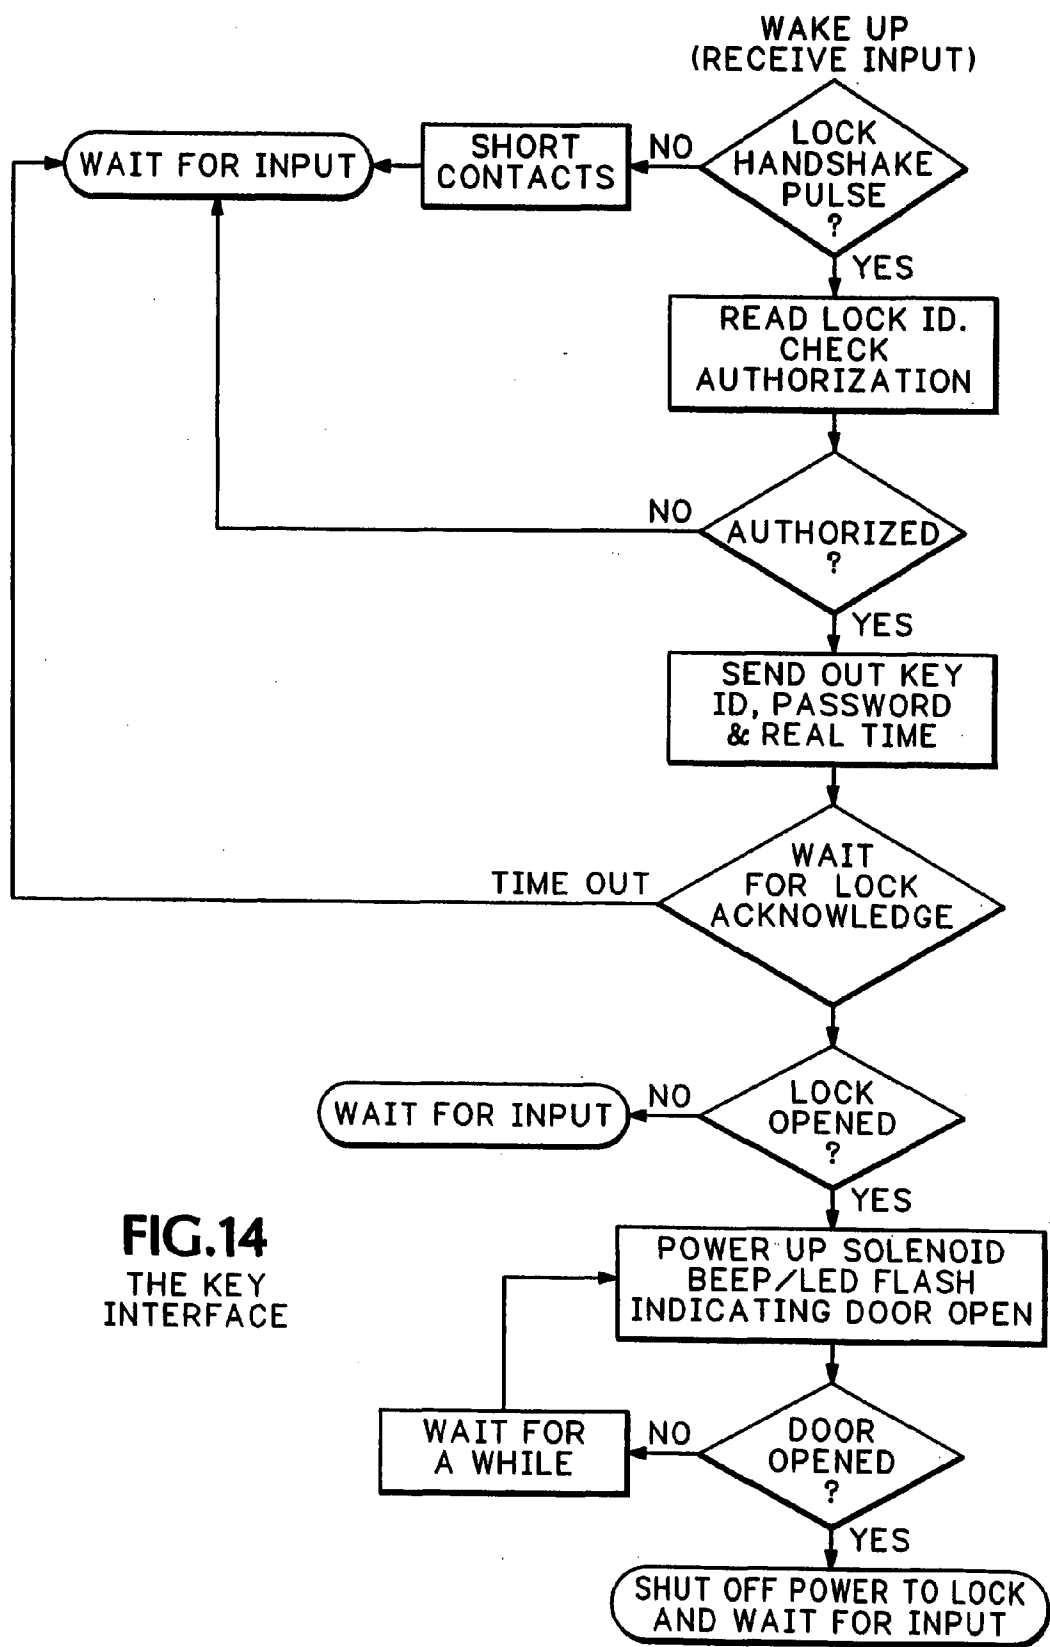 WAKE UP
(RECEIVE INPUT)
LOCK
HANDSHAKE
PULSE
?
NO
SHORT
CONTACTS
WAIT FOR INPUT
YES
READ LOCK ID.
CHECK
AUTHORIZATION
AUTHORIZED
?
NO
YES
SEND OUT KEY
ID, PASSWORD
& REAL TIME
WAIT
FOR LOCK
ACKNOWLEDGE
TIME OUT
LOCK
OPENED
?
NO
WAIT FOR INPUT
YES
POWER UP SOLENOID
BEEP/LED FLASH
INDICATING DOOR OPEN
DOOR
OPENED
?
NO
WAIT FOR
A WHILE
YES
SHUT OFF POWER TO LOCK
AND WAIT FOR INPUT
FIG.14
THE KEY
INTERFACE